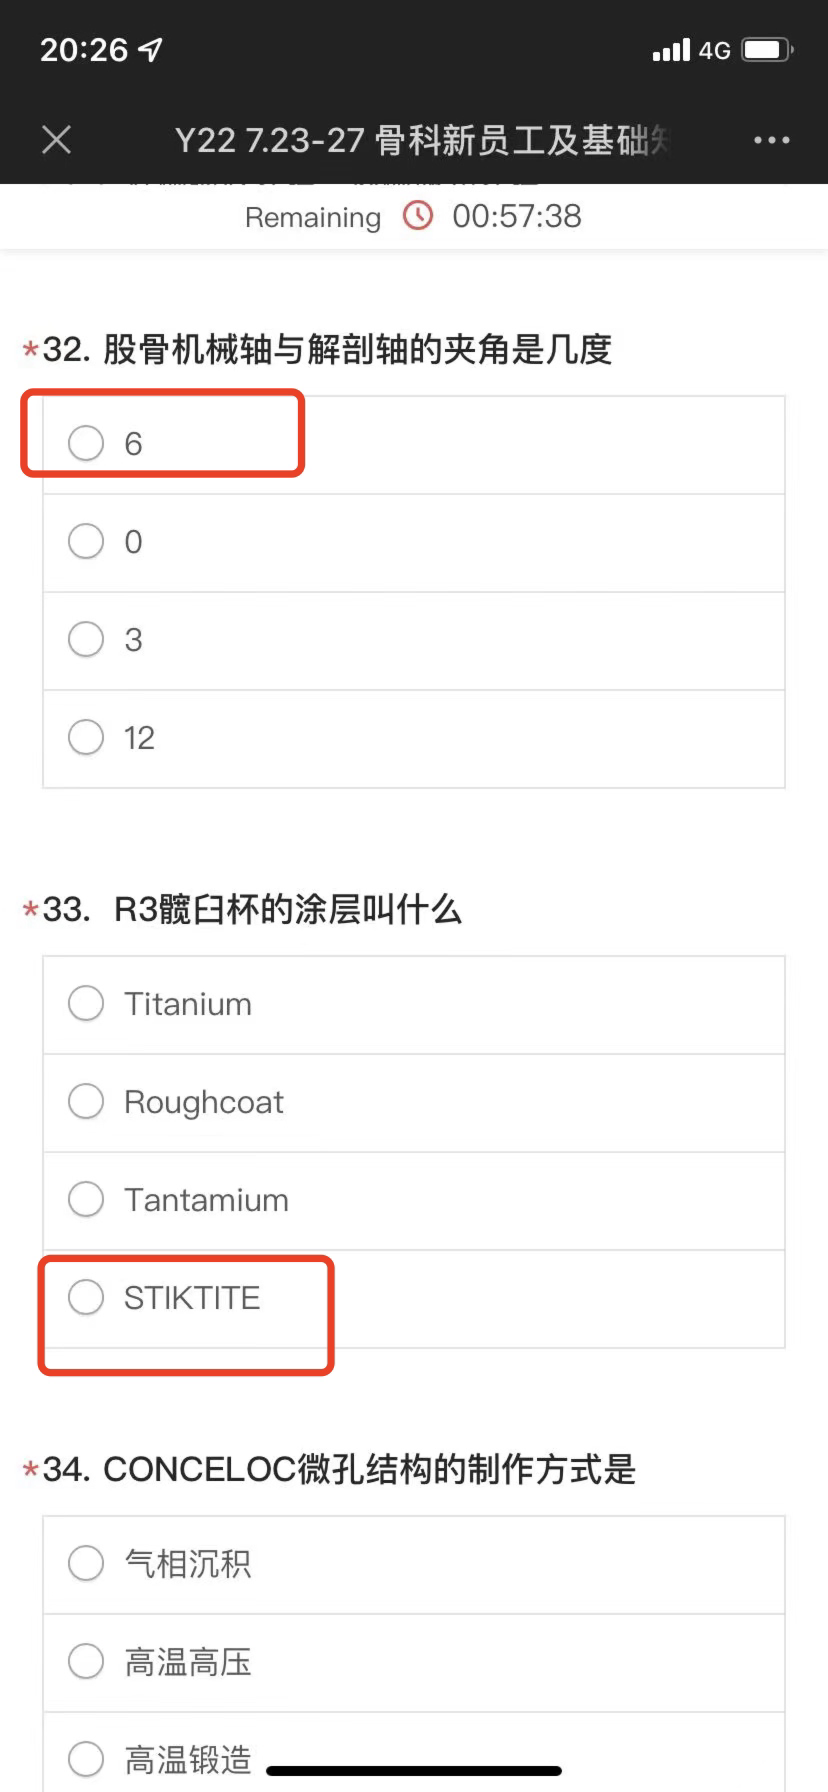 20:26
4G
Y22 7.23-27 骨科新员工及基础
Remaining 00:57:38
*32. 股骨机械轴与解剖轴的夹角是几度
6
0
3
12
*33. R3髋臼杯的涂层叫什么
Titanium
Roughcoat
Tantamium
STIKTITE
*34. CONCELOC微孔结构的制作方式是
气相沉积
高温高压
高温锻造